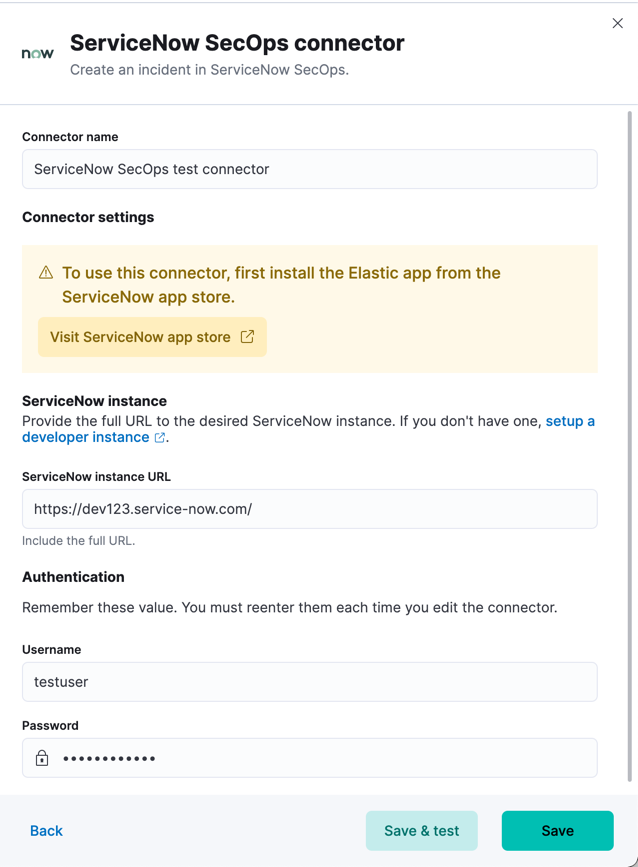 now
ServiceNow SecOps connector
Create an incident in ServiceNow SecOps.
Connector name
ServiceNow SecOps test connector
Connector settings
To use this connector, first install the Elastic app from the
ServiceNow app store.
Visit ServiceNow app store
ServiceNow instance
Provide the full URL to the desired ServiceNow instance. If you don't have one, setup a
developer instance.
ServiceNow instance URL
https://dev123.service-now.com/
Include the full URL.
Authentication
Remember these value. You must reenter them each time you edit the connector.
Username
testuser
Password
••••••••••••
Back
Save & test
Save